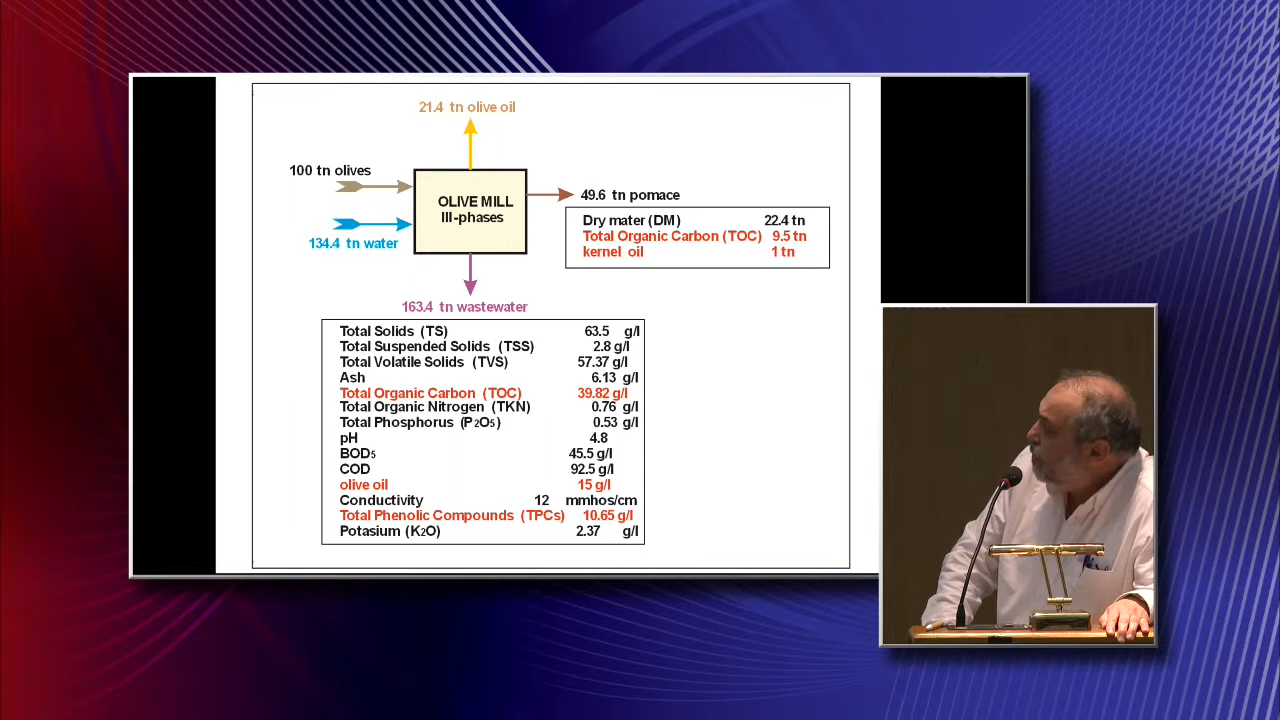 21.4 tn olive oil
100 tn olives
134.4 tn water
OLIVE MILL
III-phases
49.6 tn pomace
Dry mater (DM) 22.4 tn
Total Organic Carbon (TOC) 9.5 tn
kernel oil 1 tn
163.4 tn wastewater
Total Solids (TS) 63.5 g/l
Total Suspended Solids (TSS) 2.8 g/l
Total Volatile Solids (TVS) 57.37 g/l
Ash 6.13 g/l
Total Organic Carbon (TOC) 39.82 g/l
Total Organic Nitrogen (TKN) 0.76 g/l
Total Phosphorus (P2O5) 0.53 g/l
pH 4.8
BOD5 45.5 g/l
COD 92.5 g/l
olive oil 15 g/l
Conductivity 12 mmhos/cm
Total Phenolic Compounds (TPCs) 10.65 g/l
Potasium (K2O) 2.37 g/l